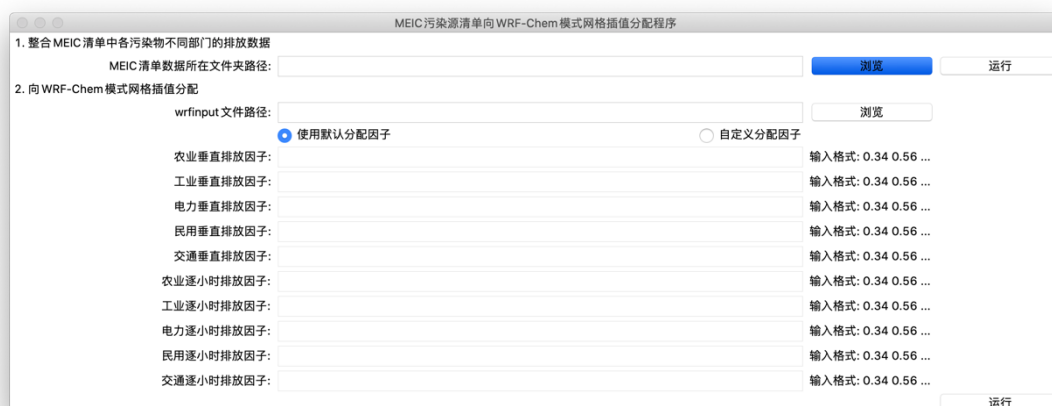 MEIC污染源清单向WRF-Chem模式网格插值分配程序
1. 整合MEIC清单中各污染物不同部门的排放数据
MEIC清单数据所在文件夹路径: 浏览 运行
2. 向WRF-Chem模式网格插值分配
wrfinput文件路径: 浏览
使用默认分配因子 自定义分配因子
农业垂直排放因子: 输入格式: 0.34 0.56 ...
工业垂直排放因子: 输入格式: 0.34 0.56 ...
电力垂直排放因子: 输入格式: 0.34 0.56 ...
民用垂直排放因子: 输入格式: 0.34 0.56 ...
交通垂直排放因子: 输入格式: 0.34 0.56 ...
农业逐小时排放因子: 输入格式: 0.34 0.56 ...
工业逐小时排放因子: 输入格式: 0.34 0.56 ...
电力逐小时排放因子: 输入格式: 0.34 0.56 ...
民用逐小时排放因子: 输入格式: 0.34 0.56 ...
交通逐小时排放因子: 输入格式: 0.34 0.56 ...
运行